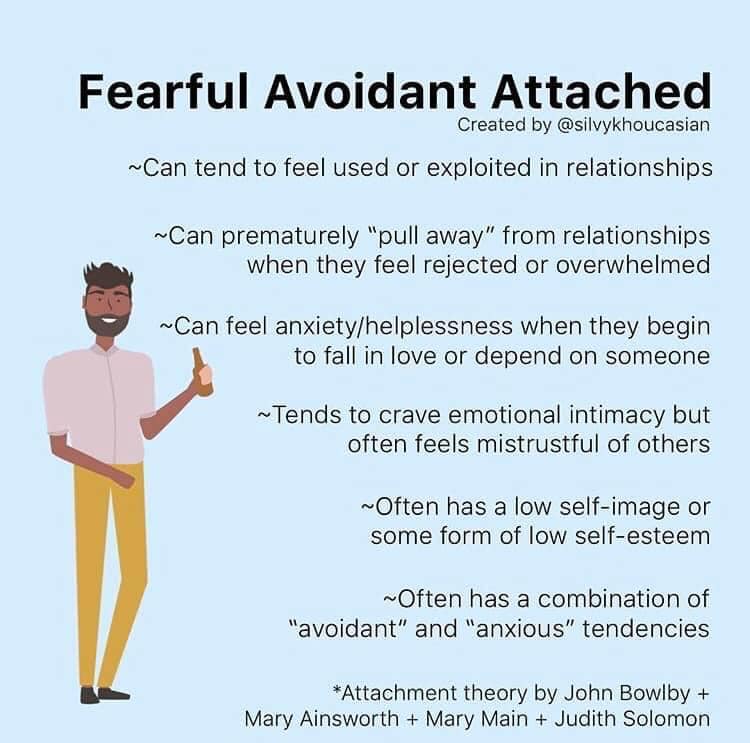 Fearful Avoidant Attached
Created by @silvykhoucasian
~Can tend to feel used or exploited in relationships
~Can prematurely “pull away” from relationships
when they feel rejected or overwhelmed
~Can feel anxiety/helplessness when they begin
to fall in love or depend on someone
~Tends to crave emotional intimacy but
often feels mistrustful of others
~Often has a low self-image or
some form of low self-esteem
~Often has a combination of
“avoidant” and “anxious” tendencies
*Attachment theory by John Bowlby +
Mary Ainsworth + Mary Main + Judith Solomon